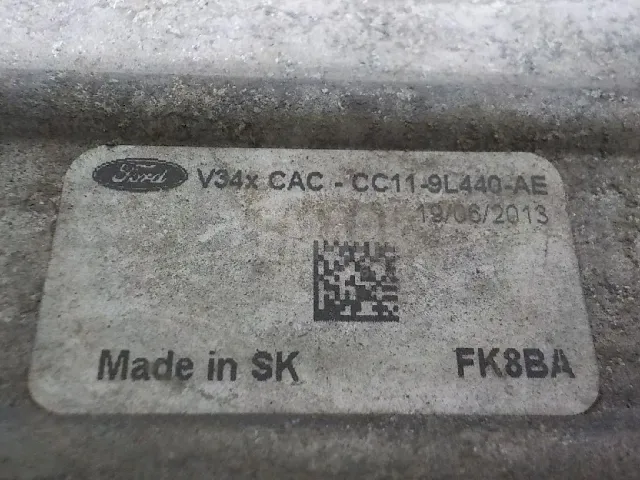 Ford V34x CAC - CC11-9L440-AE
19/06/2013
Made in SK FK8BA